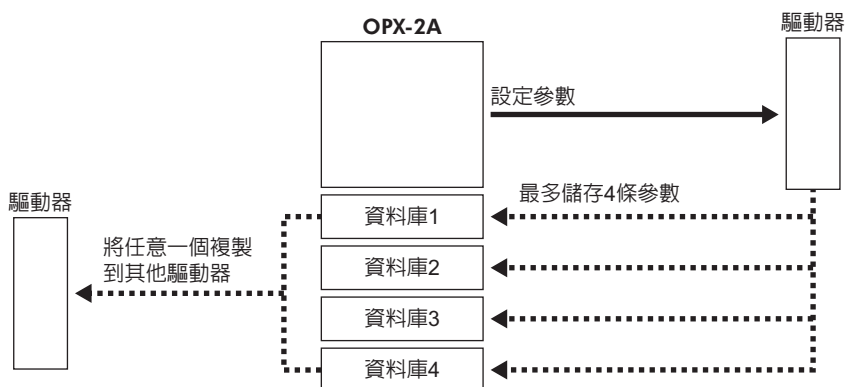 OPX-2A
驅動器
設定參數
最多儲存4條參數
驅動器
資料庫1
將任意一個複製
到其他驅動器
資料庫2
資料庫3
資料庫4